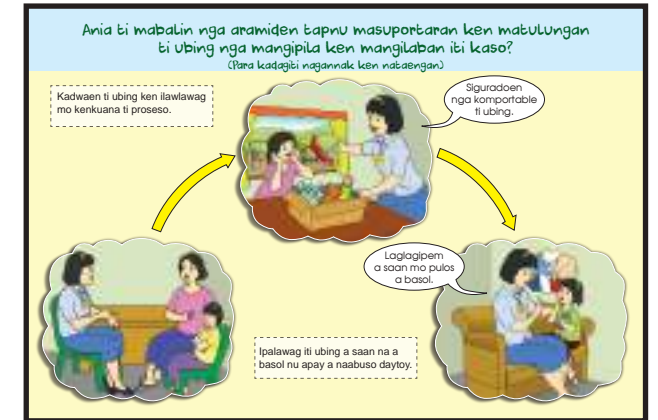 Ania ti mabalin nga aramiden tapnu masuportaran ken matulungan
ti ubing nga mangipila ken mangilaban iti kaso?
(Para kadagiti nagannak ken nataengan)
Kadwaen ti ubing ken ilawlawag
mo kenkuana ti proseso.
Siguradoen
nga komportable
ti ubing.
Laglagipem
a saan mo pulos
a basol.
Ipalawag iti ubing a saan na a
basol nu apay a naabuso daytoy.